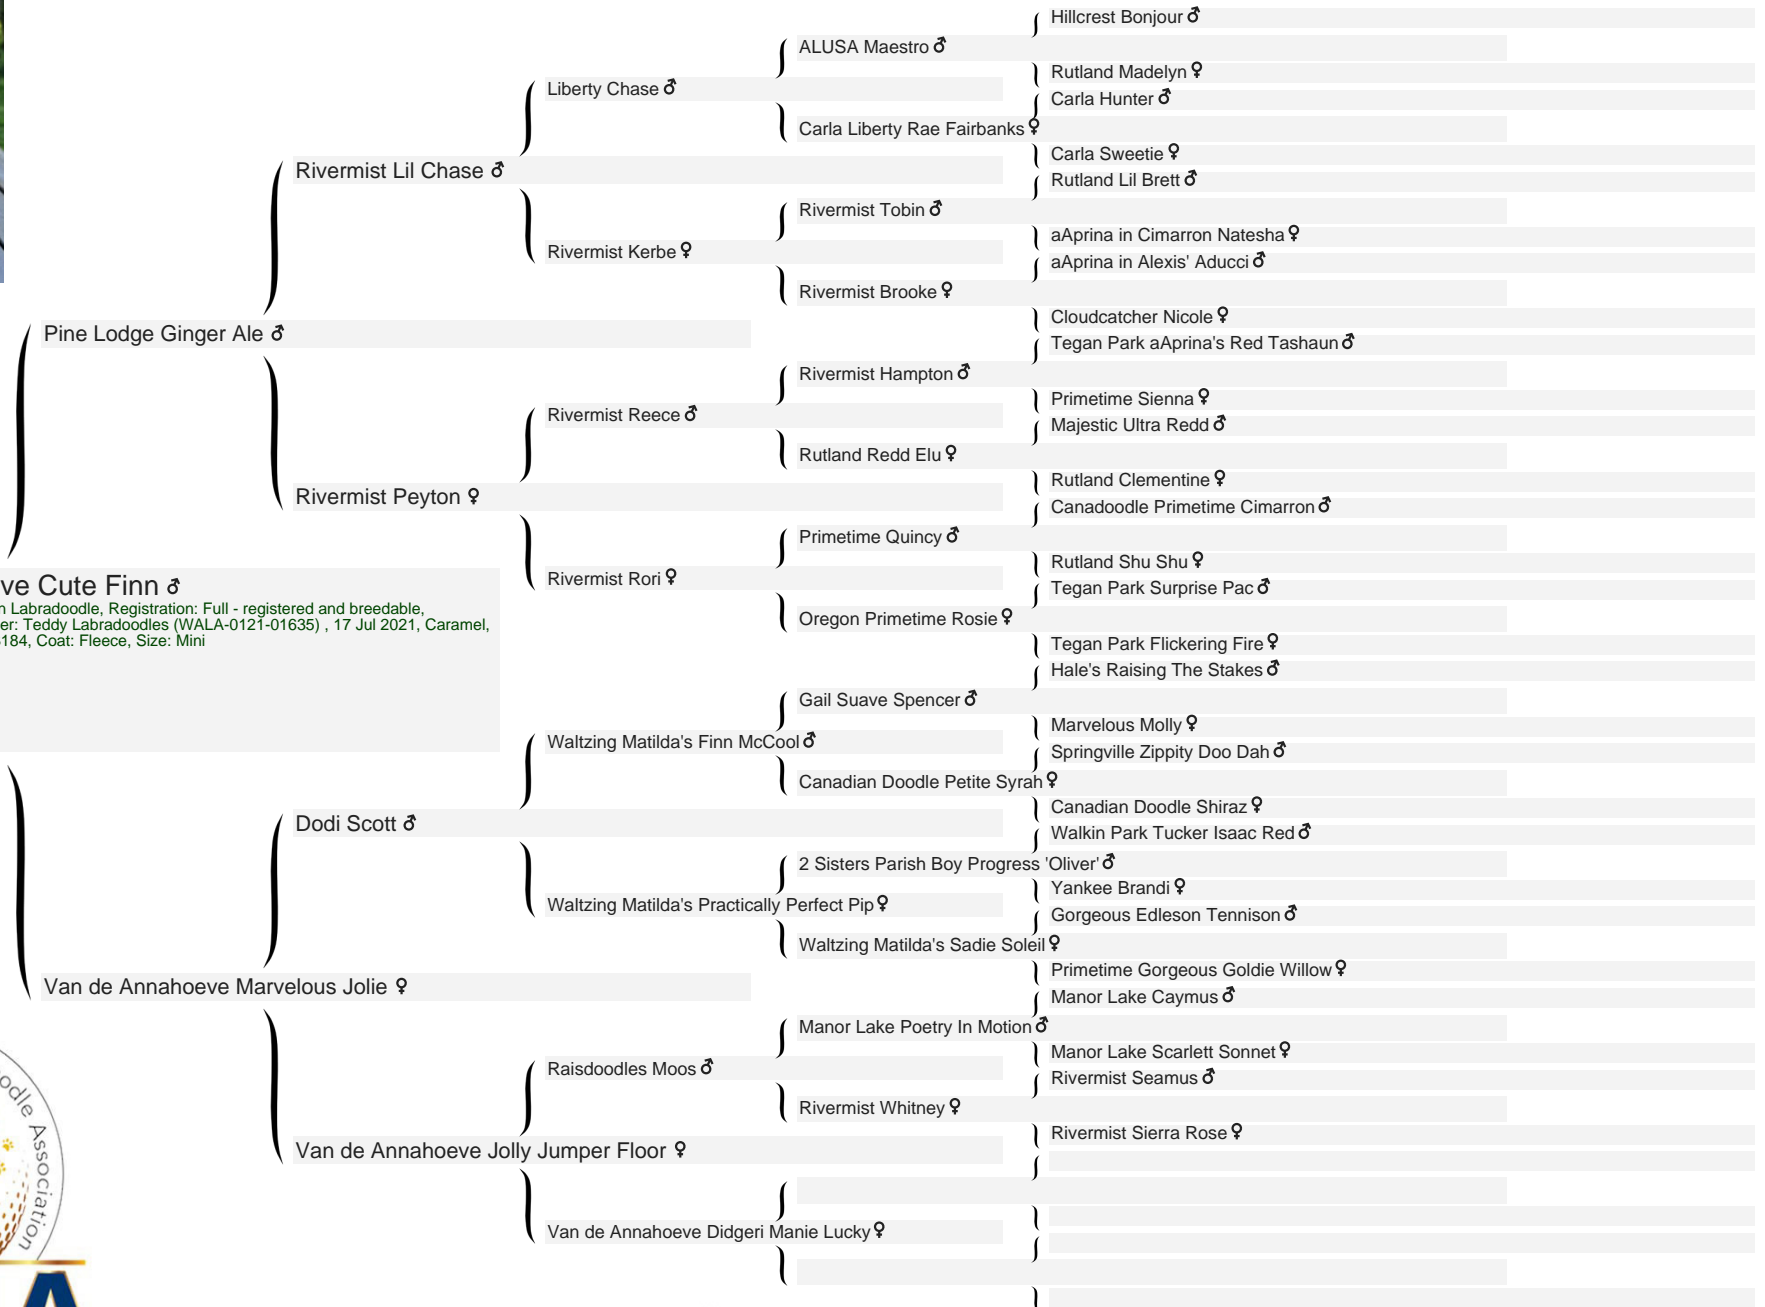 Hillcrest Bonjour ♂
ALUSA Maestro ♂
Rutland Madelyn ♀
Liberty Chase ♂
Carla Hunter ♂
Carla Liberty Rae Fairbanks ♀
Carla Sweetie ♀
Rivermist Lil Chase ♂
Rutland Lil Brett ♂
Rivermist Tobin ♂
aAprina in Cimarron Natesha ♀
Rivermist Kerbe ♀
aAprina in Alexis' Aducci ♂
Rivermist Brooke ♀
Cloudcatcher Nicole ♀
Pine Lodge Ginger Ale ♂
Tegan Park aAprina's Red Tashaun ♂
Rivermist Hampton ♂
Primetime Sienna ♀
Rivermist Reece ♂
Majestic Ultra Redd ♂
Rutland Redd Elu ♀
Rutland Clementine ♀
Rivermist Peyton ♀
Canadoodle Primetime Cimarron ♂
Primetime Quincy ♂
Rutland Shu Shu ♀
Rivermist Rori ♀
Tegan Park Surprise Pac ♂
Oregon Primetime Rosie ♀
Tegan Park Flickering Fire ♀
ve Cute Finn ♂
n Labradoodle, Registration: Full - registered and breedable,
er: Teddy Labradoodles (WALA-0121-01635) , 17 Jul 2021, Caramel,
184, Coat: Fleece, Size: Mini
Hale's Raising The Stakes ♂
Gail Suave Spencer ♂
Marvelous Molly ♀
Waltzing Matilda's Finn McCool ♂
Springville Zippity Doo Dah ♂
Canadian Doodle Petite Syrah ♀
Canadian Doodle Shiraz ♀
Dodi Scott ♂
Walkin Park Tucker Isaac Red ♂
2 Sisters Parish Boy Progress 'Oliver' ♂
Yankee Brandi ♀
Waltzing Matilda's Practically Perfect Pip ♀
Gorgeous Edleson Tennison ♂
Waltzing Matilda's Sadie Soleil ♀
Primetime Gorgeous Goldie Willow ♀
Van de Annahoeve Marvelous Jolie ♀
Manor Lake Caymus ♂
Manor Lake Poetry In Motion ♂
Manor Lake Scarlett Sonnet ♀
Raisdoodles Moos ♂
Rivermist Seamus ♂
Rivermist Whitney ♀
Rivermist Sierra Rose ♀
Van de Annahoeve Jolly Jumper Floor ♀
Van de Annahoeve Didgeri Manie Lucky ♀
odle Association
A